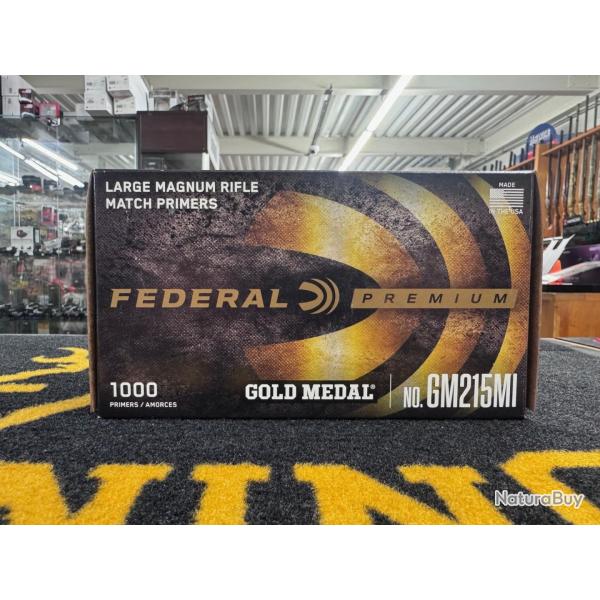 LARGE MAGNUM RIFLE
MATCH PRIMERS
MADE
IN THE USA
FEDERAL PREMIUM
1000
PRIMERS / AMORCES
GOLD MEDAL®
NO. GM215MI
NaturaBuy